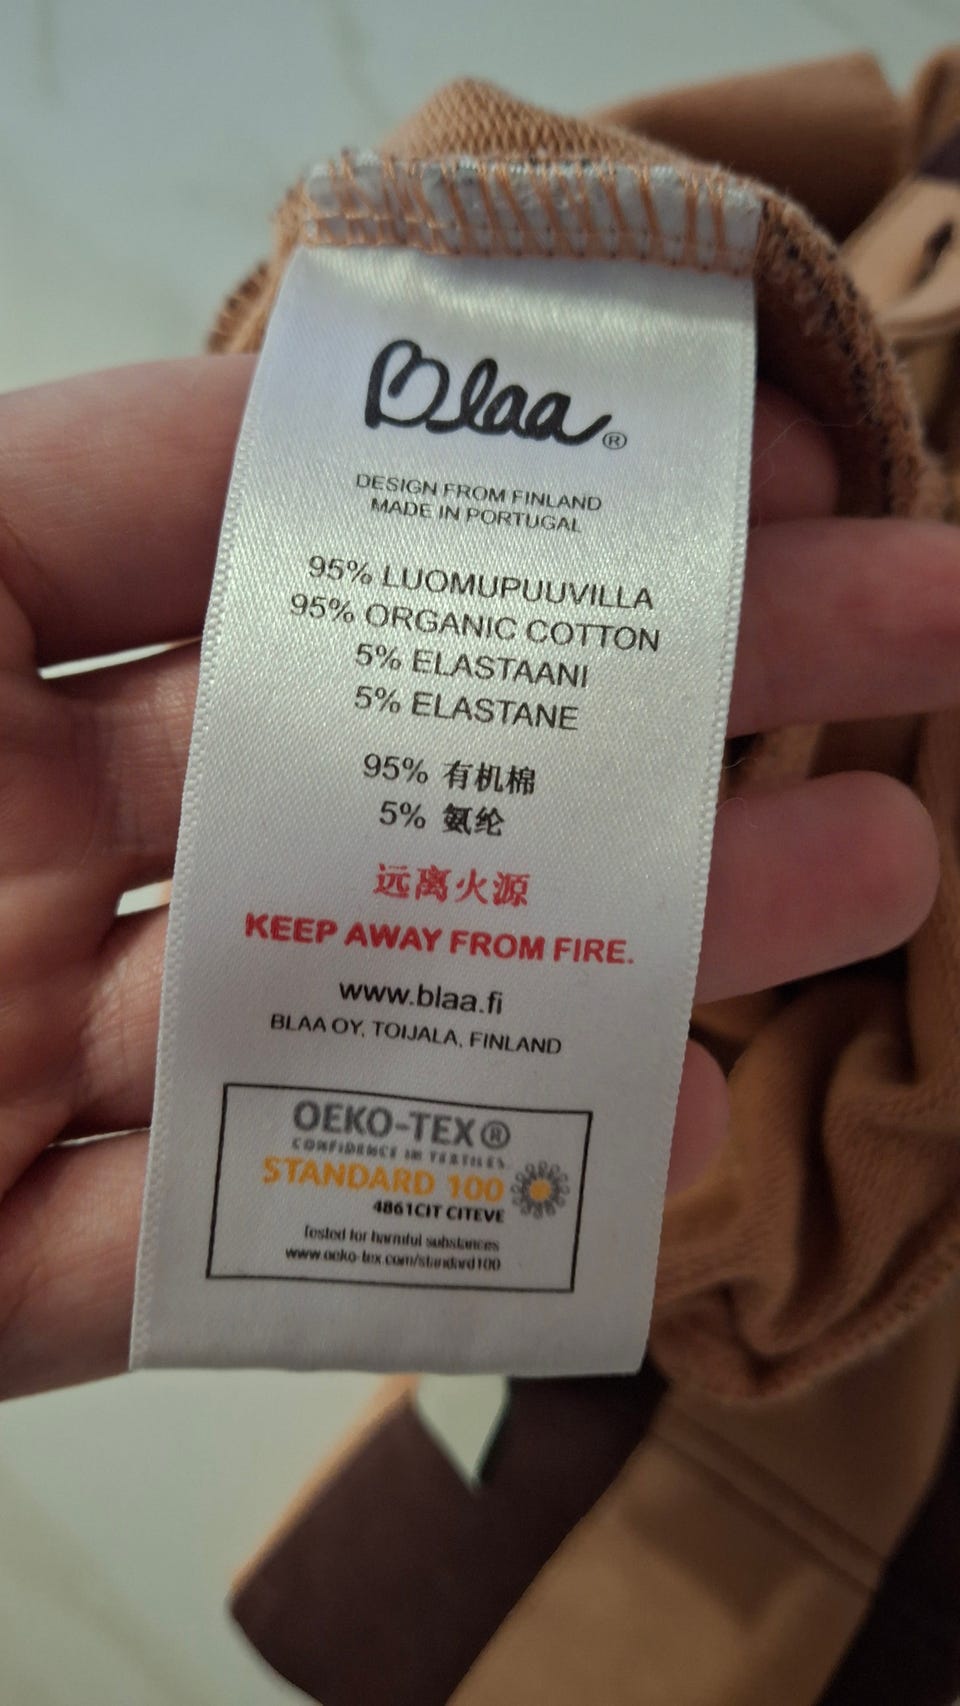 Blaa®
DESIGN FROM FINLAND
MADE IN PORTUGAL
95% LUOMUPUUVILLA
95% ORGANIC COTTON
5% ELASTAANI
5% ELASTANE
95% 有机棉
5% 氨纶
远离火源
KEEP AWAY FROM FIRE.
www.blaa.fi
BLAA OY, TOIJALA, FINLAND
OEKO-TEX®
CONFIDENCE IN TEXTILES
STANDARD 100
4861CIT CITEVE
Tested for harmful substances
www.oeko-tex.com/standard100